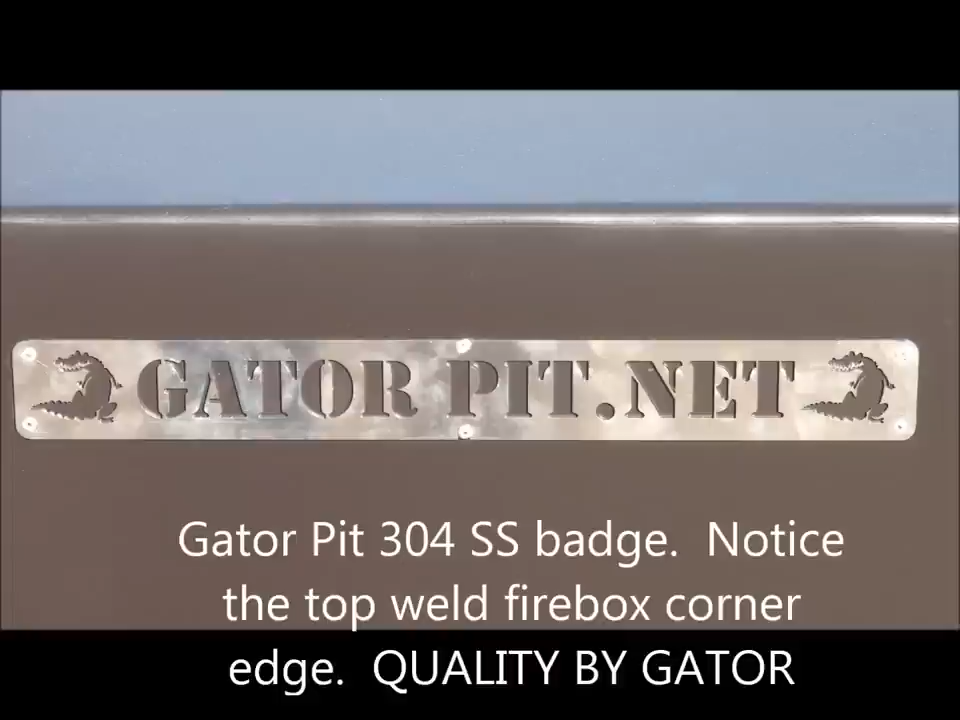 GATOR PIT.NET
Gator Pit 304 SS badge.  Notice
the top weld firebox corner
edge.  QUALITY BY GATOR